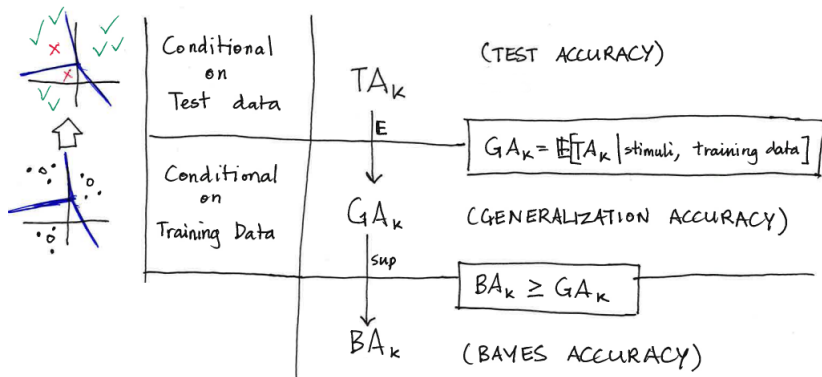 Conditional
on
Test data
TA_k
(TEST ACCURACY)
E
GA_k = E[TA_k | stimuli, training data]
Conditional
on
Training Data
GA_k
(GENERALIZATION ACCURACY)
sup
BA_k ≥ GA_k
BA_k
(BAYES ACCURACY)